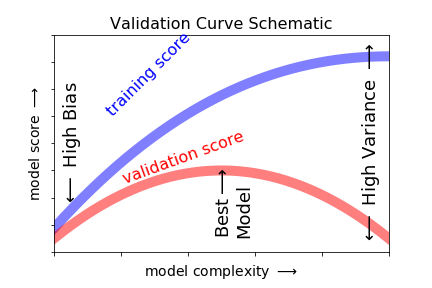 Validation Curve Schematic
training score
validation score
High Bias
Best
Model
High Variance
model score ⟶
model complexity ⟶